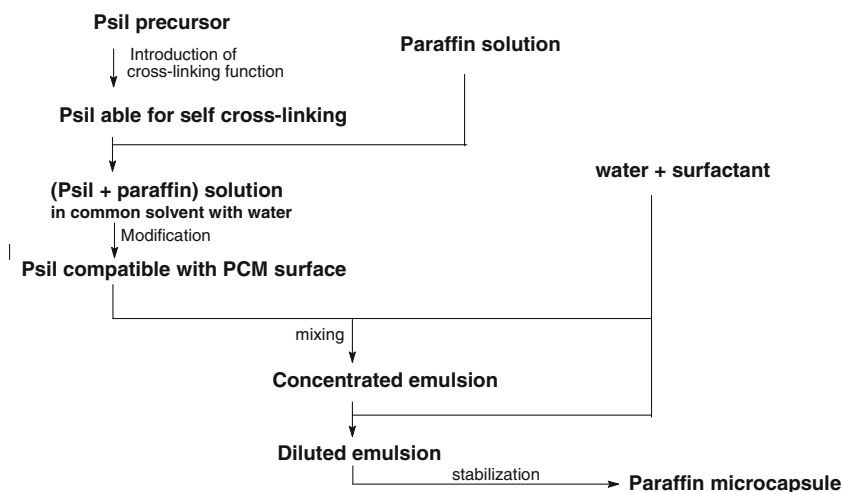 Psil precursor
Introduction of
cross-linking function
Paraffin solution
Psil able for self cross-linking
water + surfactant
(Psil + paraffin) solution
in common solvent with water
Modification
Psil compatible with PCM surface
mixing
Concentrated emulsion
Diluted emulsion
stabilization
Paraffin microcapsule